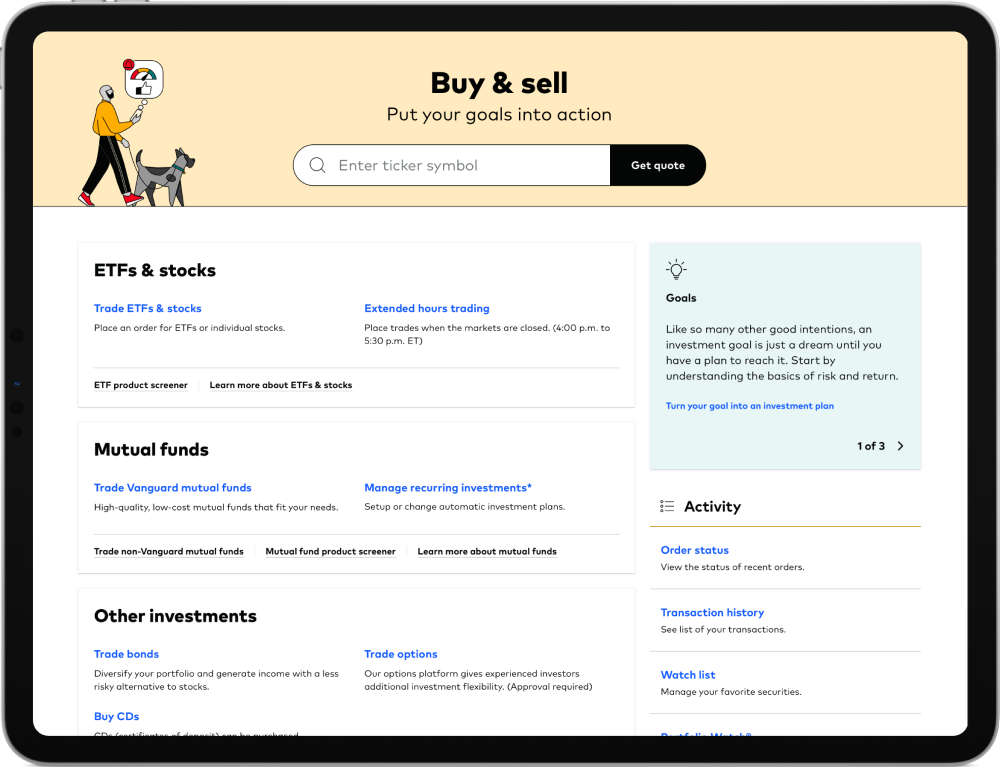 Buy & sell
Put your goals into action
Enter ticker symbol
Get quote
ETFs & stocks
Trade ETFs & stocks
Place an order for ETFs or individual stocks.
Extended hours trading
Place trades when the markets are closed. (4:00 p.m. to
5:30 p.m. ET)
ETF product screener
Learn more about ETFs & stocks
Mutual funds
Trade Vanguard mutual funds
High-quality, low-cost mutual funds that fit your needs.
Manage recurring investments*
Setup or change automatic investment plans.
Trade non-Vanguard mutual funds
Mutual fund product screener
Learn more about mutual funds
Other investments
Trade bonds
Diversify your portfolio and generate income with a less
risky alternative to stocks.
Trade options
Our options platform gives experienced investors
additional investment flexibility. (Approval required)
Buy CDs
CDs (certificates of deposit) can be purchased
Goals
Like so many other good intentions, an
investment goal is just a dream until you
have a plan to reach it. Start by
understanding the basics of risk and return.
Turn your goal into an investment plan
1 of 3
Activity
Order status
View the status of recent orders.
Transaction history
See list of your transactions.
Watch list
Manage your favorite securities.
Portfolio Watch®